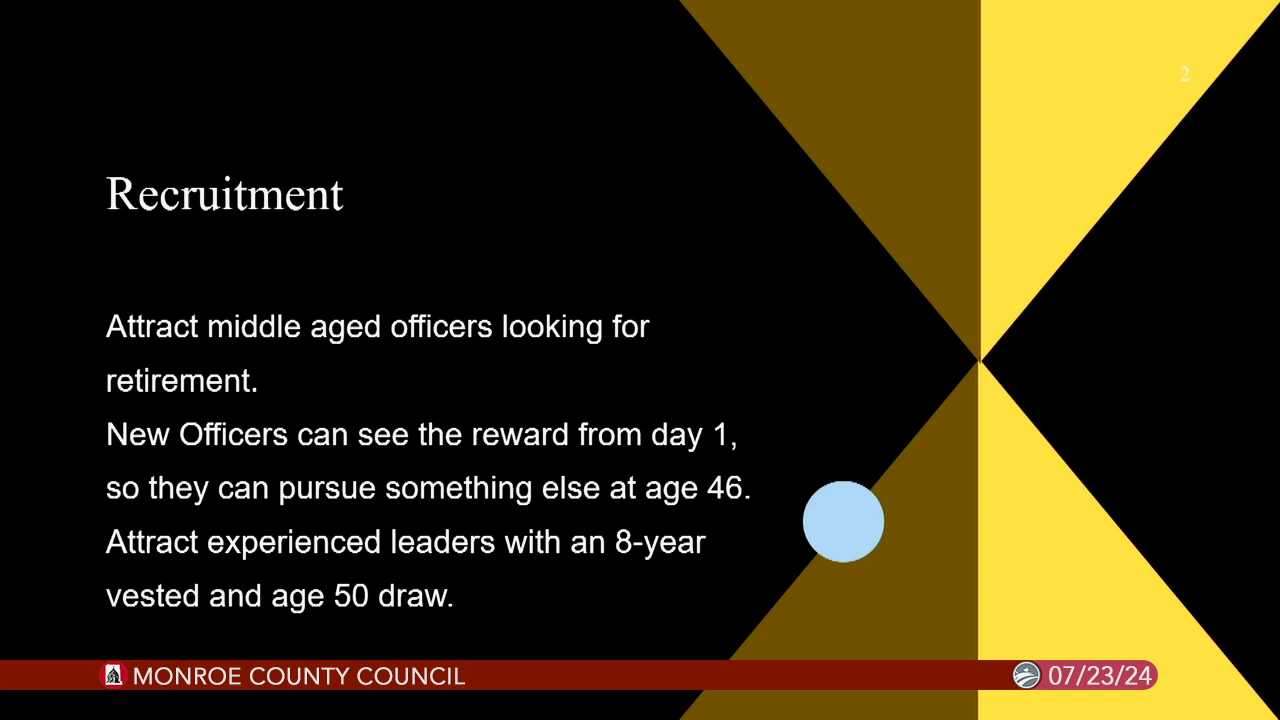 2
Recruitment
Attract middle aged officers looking for
retirement.
New Officers can see the reward from day 1,
so they can pursue something else at age 46.
Attract experienced leaders with an 8-year
vested and age 50 draw.
MONROE COUNTY COUNCIL
07/23/24